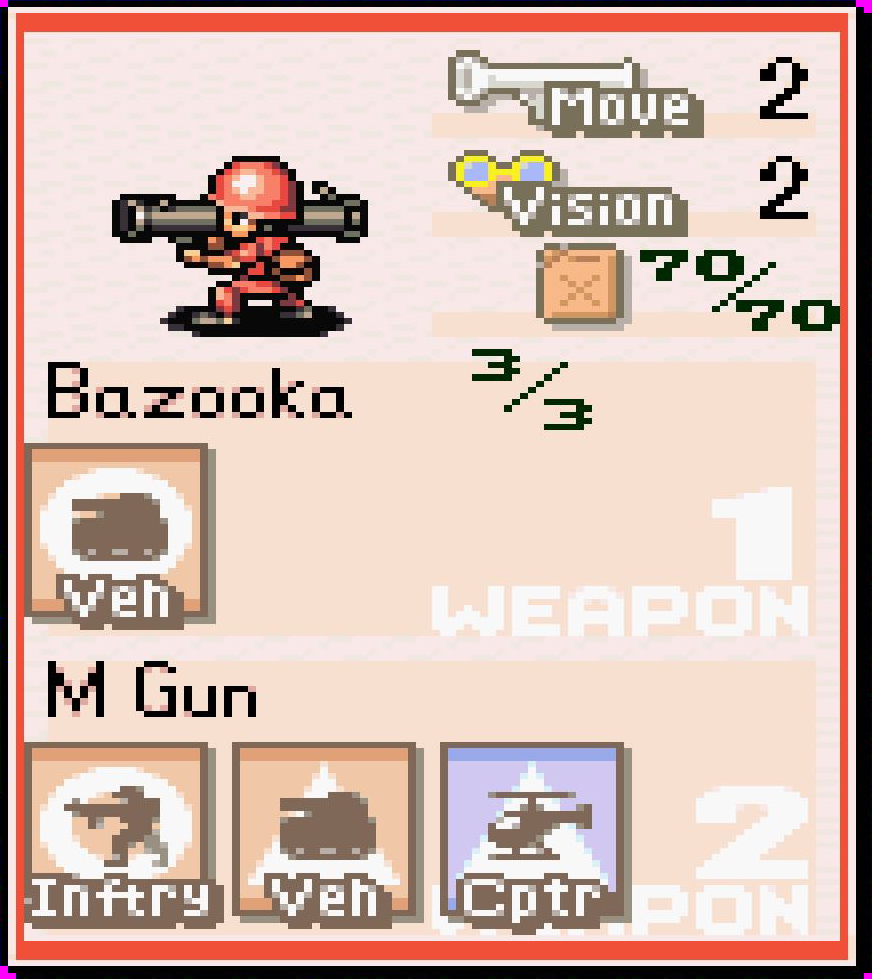 Move 2
Vision 2
70/70
Bazooka 3/3
Veh
1
WEAPON
M Gun
Inftry Veh Cptr
2
WEAPON